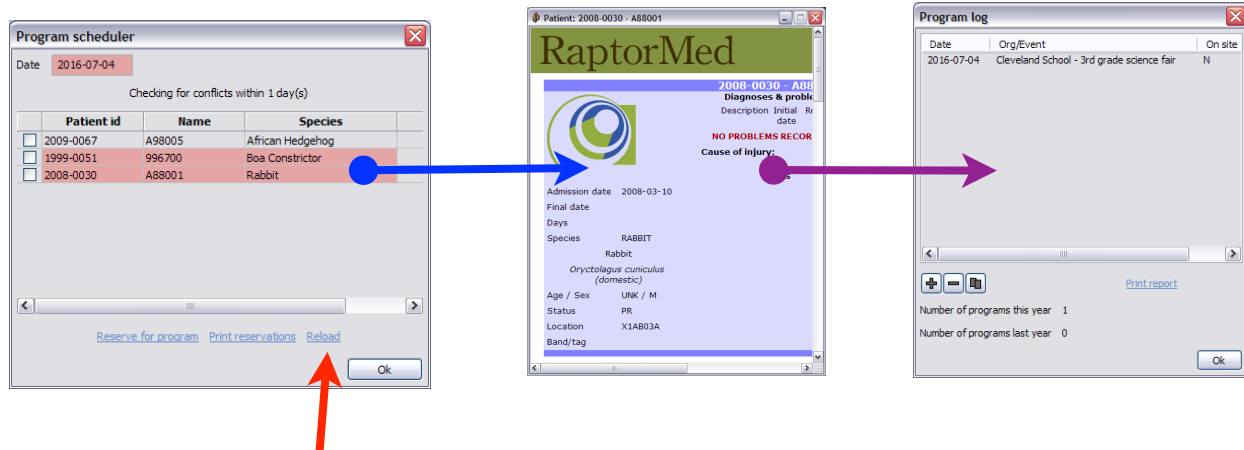 Program scheduler
Date 2016-07-04
Checking for conflicts within 1 day(s)
Patient id Name Species
2009-0067 A98005 African Hedgehog
1999-0051 996700 Boa Constrictor
2008-0030 A88001 Rabbit
Reserve for program Print reservations Reload
Ok
Patient: 2008-0030 - A88001
RaptorMed
2008-0030 - A88
Diagnoses & proble
Description Initial Re
date
NO PROBLEMS RECOR
Cause of injury:
Admission date 2008-03-10
Final date
Days
Species RABBIT
Rabbit
Oryctolagus cuniculus
(domestic)
Age / Sex UNK / M
Status PR
Location X1AB03A
Band/tag
Program log
Date Org/Event On site
2016-07-04 Cleveland School - 3rd grade science fair N
Print report
Number of programs this year 1
Number of programs last year 0
Ok